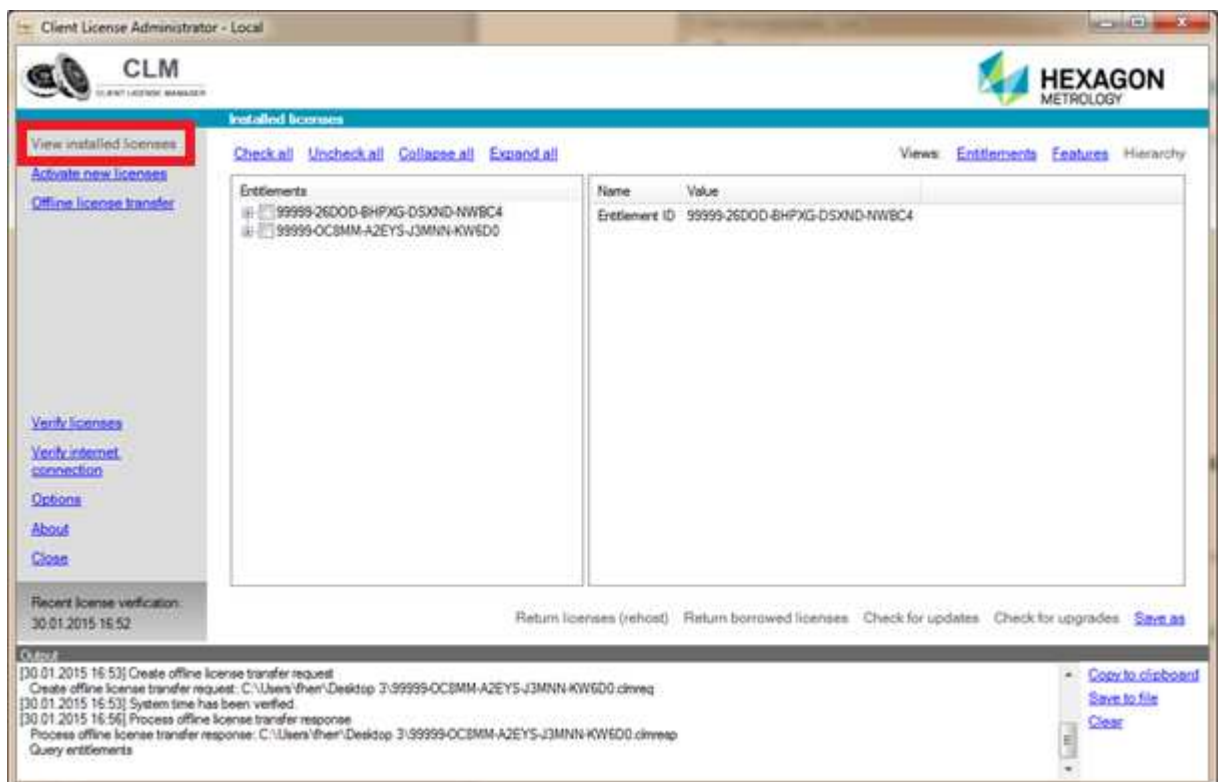 Client License Administrator - Local
CLM
CLIENT LICENSE MANAGER
HEXAGON
METROLOGY
Installed licenses
View installed licenses
Activate new licenses
Offline license transfer
Check all Uncheck all Collapse all Expand all
Views: Entitlements Features Hierarchy
Entitlements
99999-26DOD-BHPXG-DSXND-NWBC4
99999-OC8MM-A2EYS-J3MNN-KW6D0
Name Value
Entitlement ID 99999-26DOD-BHPXG-DSXND-NWBC4
Verify licenses
Verify internet
connection
Options
About
Close
Recent license verification:
30.01.2015 16:52
Return licenses (rehost) Return borrowed licenses Check for updates Check for upgrades Save as
Output
[30.01.2015 16:53] Create offline license transfer request
Create offline license transfer request: C:\Users\fherr\Desktop 3\99999-OC8MM-A2EYS-J3MNN-KW6D0.clmreq
[30.01.2015 16:53] System time has been verified.
[30.01.2015 16:56] Process offline license transfer response
Process offline license transfer response: C:\Users\fherr\Desktop 3\99999-OC8MM-A2EYS-J3MNN-KW6D0.clmresp
Query entitlements
Copy to clipboard
Save to file
Clear